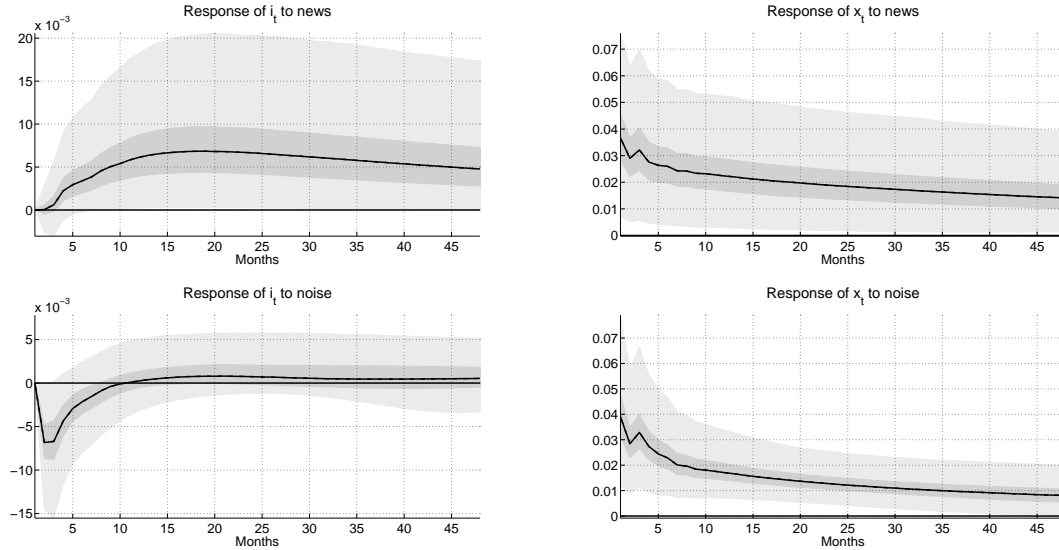 Response of i_t to news
x 10^−3
20
15
10
5
0
5 10 15 20 25 30 35 40 45
Months
Response of x_t to news
0.07
0.06
0.05
0.04
0.03
0.02
0.01
0
5 10 15 20 25 30 35 40 45
Months
Response of i_t to noise
x 10^−3
5
0
−5
−10
−15
5 10 15 20 25 30 35 40 45
Months
Response of x_t to noise
0.07
0.06
0.05
0.04
0.03
0.02
0.01
0
5 10 15 20 25 30 35 40 45
Months